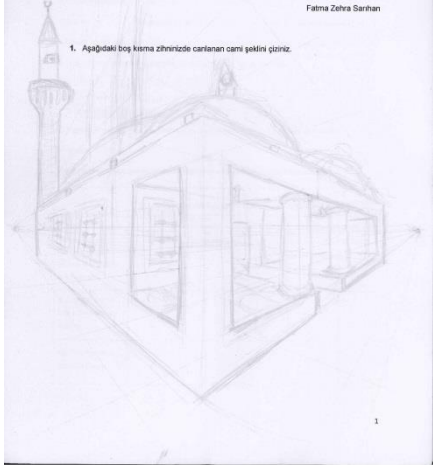 Fatma Zehra Sarıhan
1. Aşağıdaki boş kısma zihninizde canlanan cami şeklini çiziniz.
1